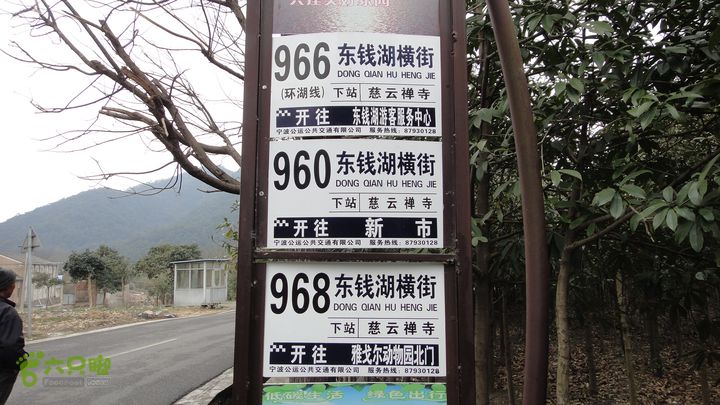 966 东钱湖横街
DONG QIAN HU HENG JIE
(环湖线) 下站 慈云禅寺
开往 东钱湖游客服务中心
宁波公运公共交通有限公司 服务热线：87930128
960 东钱湖横街
DONG QIAN HU HENG JIE
下站 慈云禅寺
开往 新市
宁波公运公共交通有限公司 服务热线：87930128
968 东钱湖横街
DONG QIAN HU HENG JIE
下站 慈云禅寺
开往 雅戈尔动物园北门
宁波公运公共交通有限公司 服务热线：87930128
低碳生活 绿色出行
六只脚